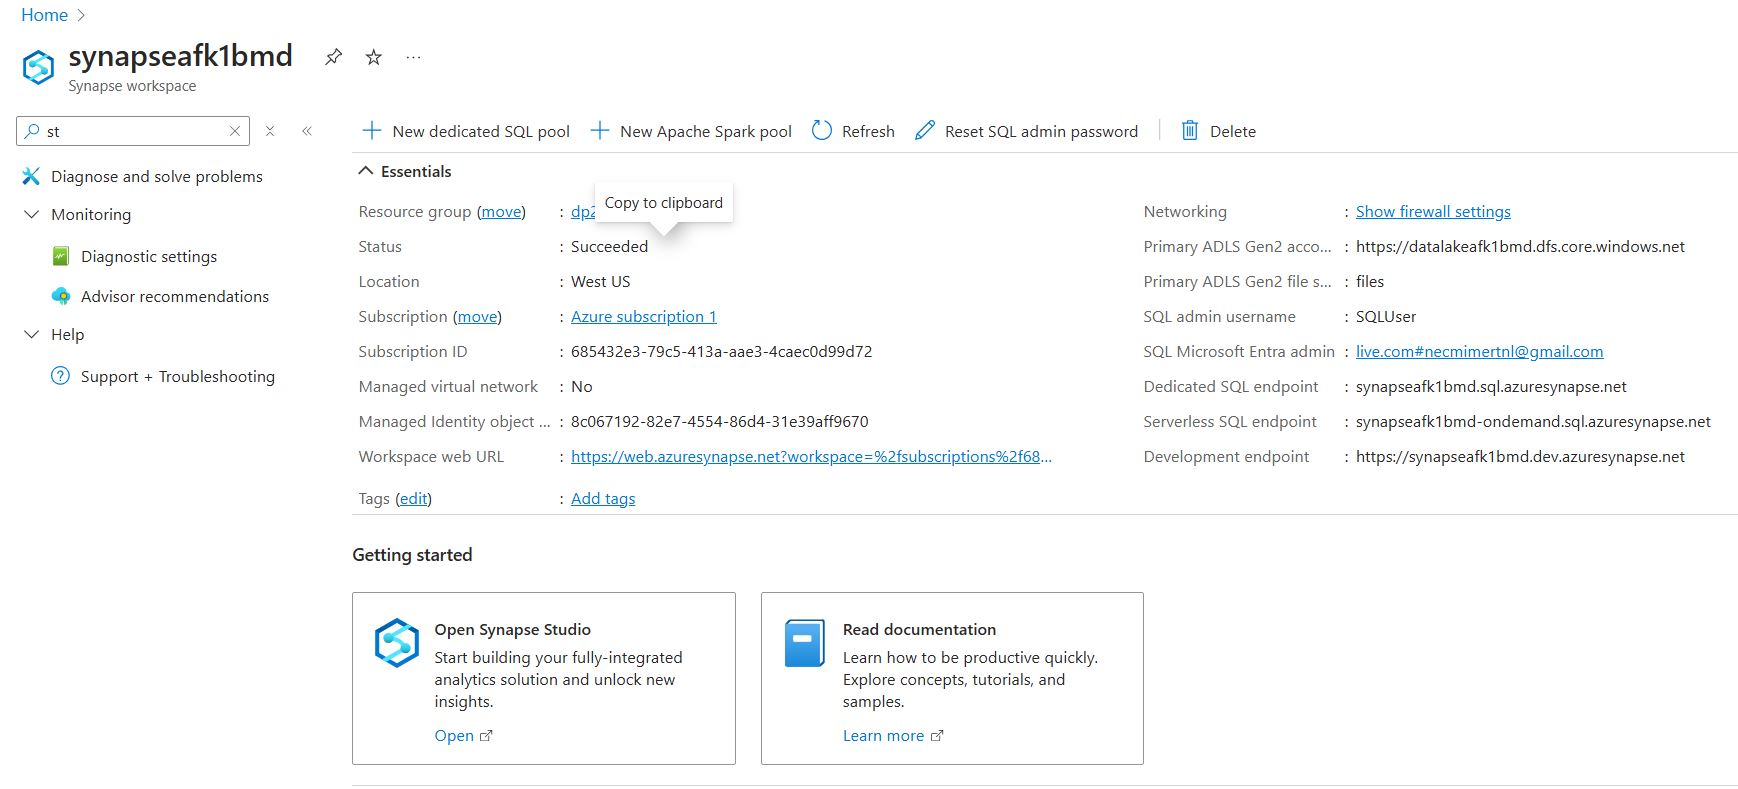 Home
synapseafk1bmd
Synapse workspace
st
New dedicated SQL pool
New Apache Spark pool
Refresh
Reset SQL admin password
Delete
Diagnose and solve problems
Monitoring
Diagnostic settings
Advisor recommendations
Help
Support + Troubleshooting
Essentials
Copy to clipboard
Resource group (move) : dp2
Status : Succeeded
Location : West US
Subscription (move) : Azure subscription 1
Subscription ID : 685432e3-79c5-413a-aae3-4caec0d99d72
Managed virtual network : No
Managed Identity object ... : 8c067192-82e7-4554-86d4-31e39aff9670
Workspace web URL : https://web.azuresynapse.net?workspace=%2fsubscriptions%2f68...
Tags (edit) : Add tags
Networking : Show firewall settings
Primary ADLS Gen2 acco... : https://datalakeafk1bmd.dfs.core.windows.net
Primary ADLS Gen2 file s... : files
SQL admin username : SQLUser
SQL Microsoft Entra admin : live.com#necmimertnl@gmail.com
Dedicated SQL endpoint : synapseafk1bmd.sql.azuresynapse.net
Serverless SQL endpoint : synapseafk1bmd-ondemand.sql.azuresynapse.net
Development endpoint : https://synapseafk1bmd.dev.azuresynapse.net
Getting started
Open Synapse Studio
Start building your fully-integrated
analytics solution and unlock new
insights.
Open
Read documentation
Learn how to be productive quickly.
Explore concepts, tutorials, and
samples.
Learn more